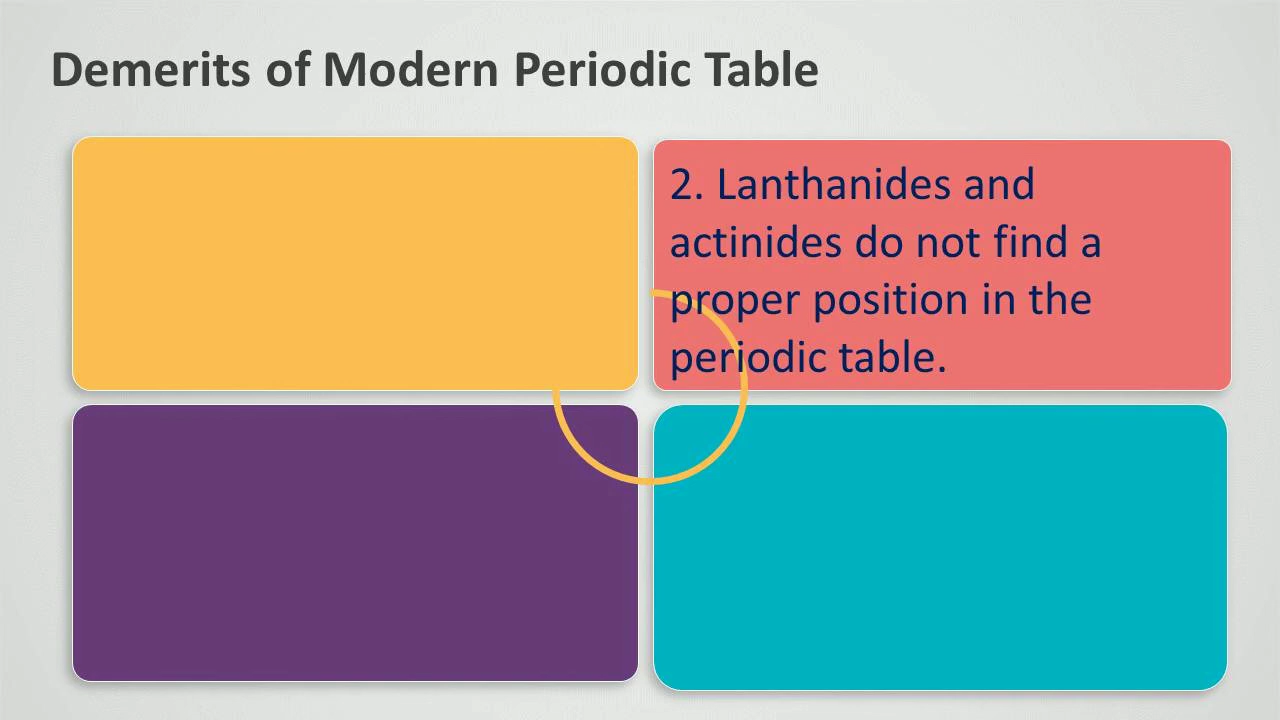 Demerits of Modern Periodic Table
2. Lanthanides and
actinides do not find a
proper position in the
periodic table.